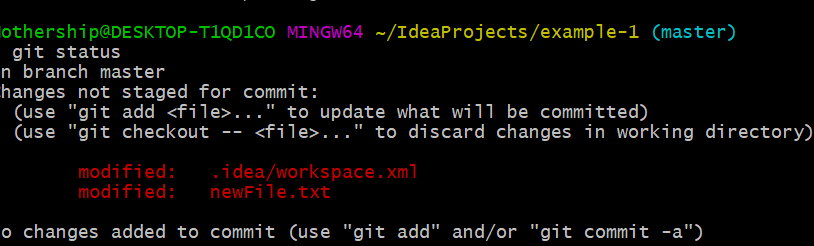 othership@DESKTOP-T1QD1CO MINGW64 ~/IdeaProjects/example-1 (master)
git status
n branch master
hanges not staged for commit:
(use "git add <file>..." to update what will be committed)
(use "git checkout -- <file>..." to discard changes in working directory)
modified: .idea/workspace.xml
modified: newFile.txt
o changes added to commit (use "git add" and/or "git commit -a")